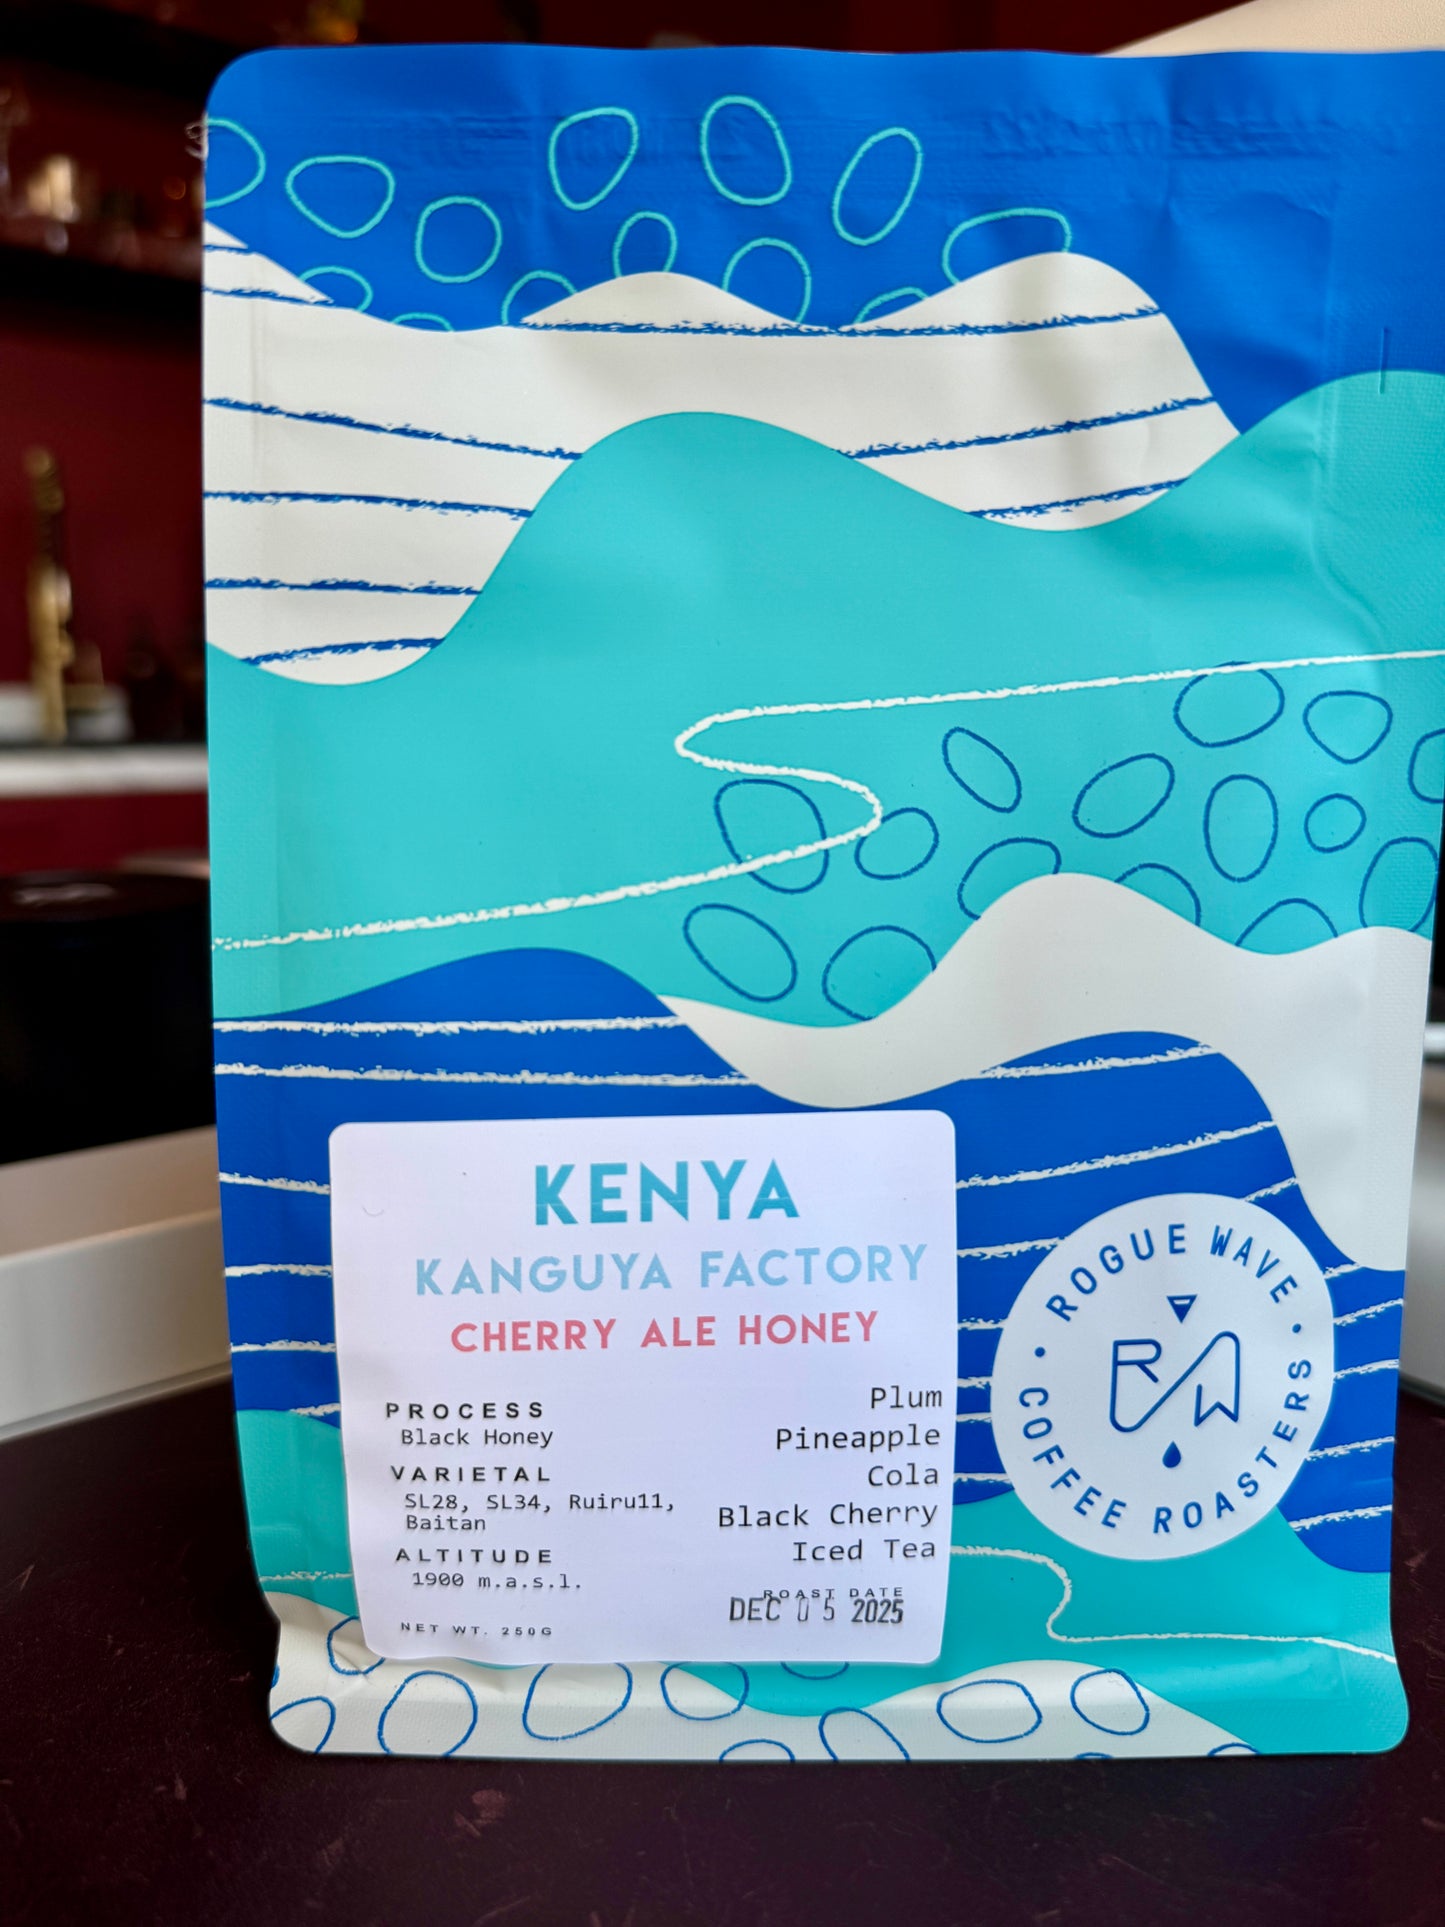 KENYA
KANGUYA FACTORY
CHERRY ALE HONEY
PROCESS
Black Honey
VARIETAL
SL28, SL34, Ruiru11,
Baitan
ALTITUDE
1900 m.a.s.l.
NET WT. 250G
Plum
Pineapple
Cola
Black Cherry
Iced Tea
ROAST DATE
DEC 05 2025
ROGUE WAVE
RW
COFFEE ROASTERS